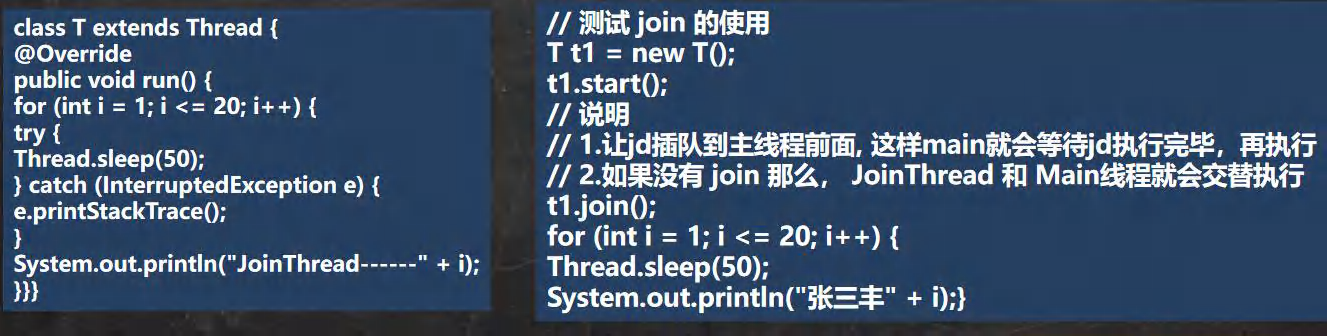 class T extends Thread {
@Override
public void run() {
for (int i = 1; i <= 20; i++) {
try {
Thread.sleep(50);
} catch (InterruptedException e) {
e.printStackTrace();
}
System.out.println("JoinThread------" + i);
}}}
// 测试 join 的使用
T t1 = new T();
t1.start();
// 说明
// 1.让jd插队到主线程前面, 这样main就会等待jd执行完毕，再执行
// 2.如果没有 join 那么， JoinThread 和 Main线程就会交替执行
t1.join();
for (int i = 1; i <= 20; i++) {
Thread.sleep(50);
System.out.println("张三丰" + i);}